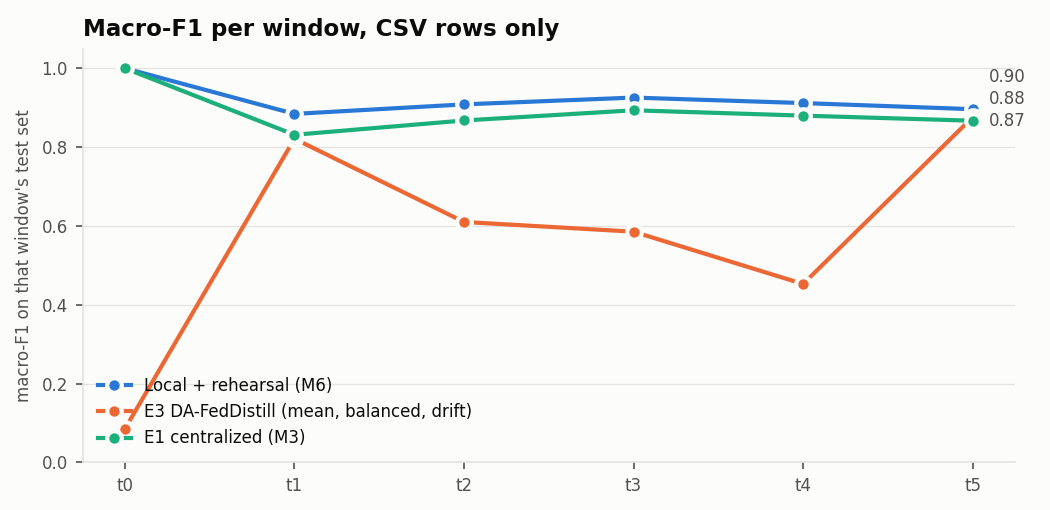 Macro-F1 per window, CSV rows only
macro-F1 on that window's test set
1.0
0.8
0.6
0.4
0.2
0.0
0.90
0.88
0.87
Local + rehearsal (M6)
E3 DA-FedDistill (mean, balanced, drift)
E1 centralized (M3)
t0 t1 t2 t3 t4 t5